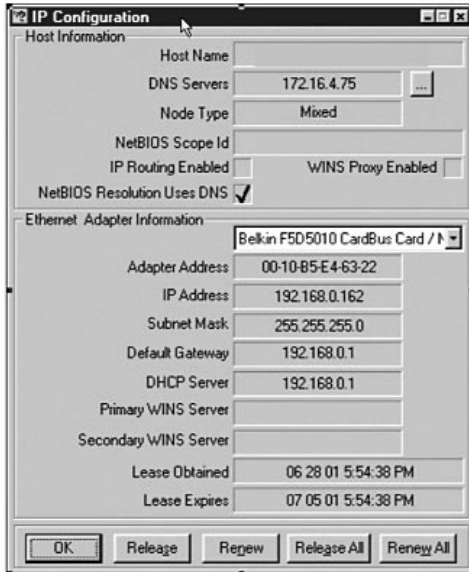 IP Configuration
Host Information
Host Name
DNS Servers 172.16.4.75 ...
Node Type Mixed
NetBIOS Scope Id
IP Routing Enabled WINS Proxy Enabled
NetBIOS Resolution Uses DNS
Ethernet Adapter Information
Belkin F5D5010 CardBus Card / N
Adapter Address 00-10-B5-E4-63-22
IP Address 192.168.0.162
Subnet Mask 255.255.255.0
Default Gateway 192.168.0.1
DHCP Server 192.168.0.1
Primary WINS Server
Secondary WINS Server
Lease Obtained 06 28 01 5:54:38 PM
Lease Expires 07 05 01 5:54:38 PM
OK Release Renew Release All Renew All